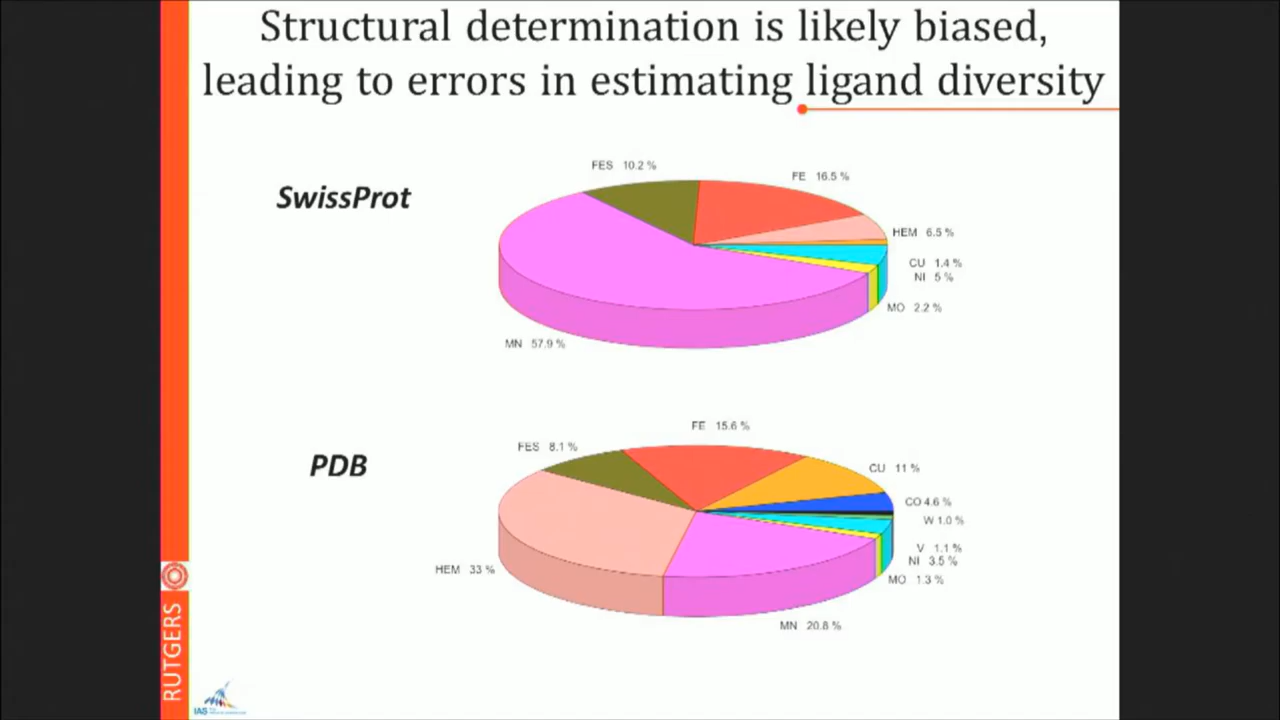 Structural determination is likely biased,
leading to errors in estimating ligand diversity
SwissProt
FES 10.2 %
FE 16.5 %
HEM 6.5 %
CU 1.4 %
NI 5 %
MO 2.2 %
MN 57.9 %
PDB
FE 15.6 %
FES 8.1 %
CU 11 %
CO 4.6 %
W 1.0 %
V 1.1 %
NI 3.5 %
MO 1.3 %
HEM 33 %
MN 20.8 %
RUTGERS
IAS